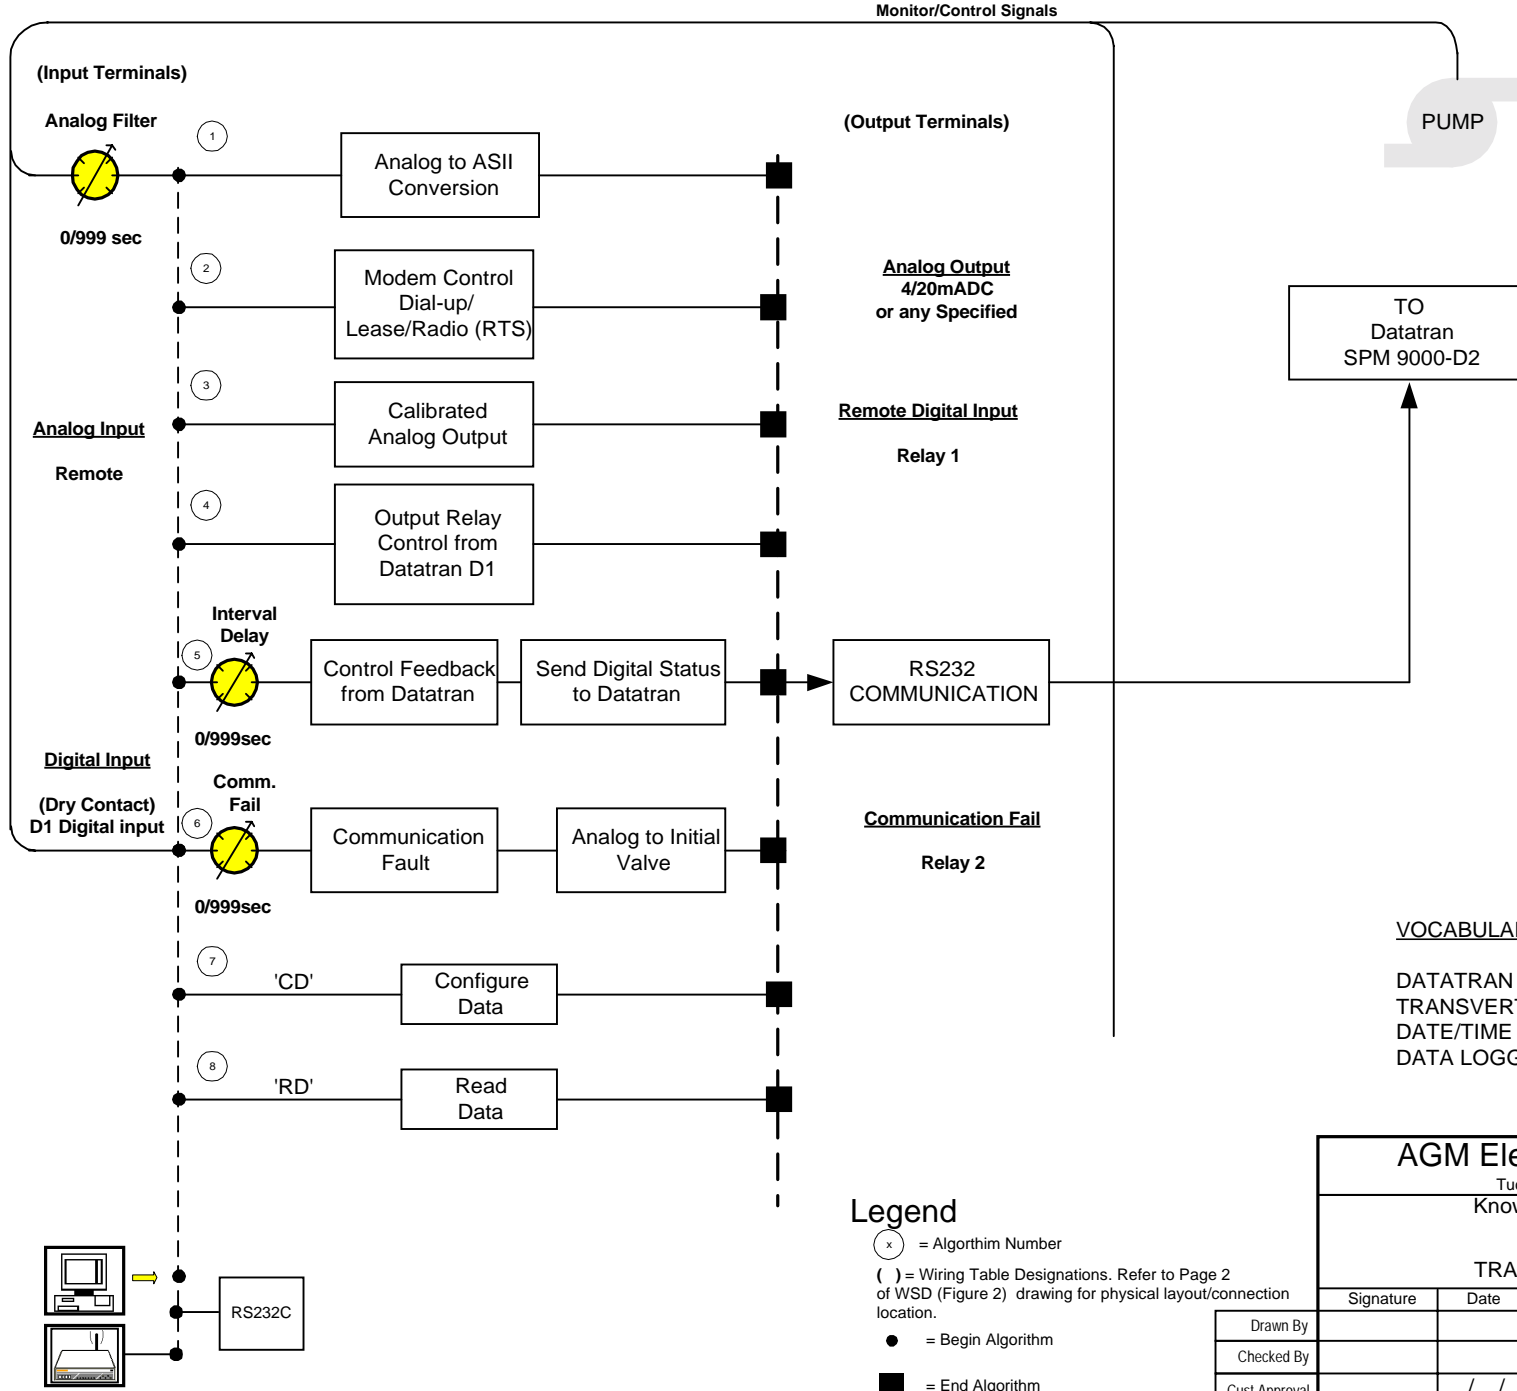 Monitor/Control Signals
(Input Terminals)
Analog Filter
1
0/999 sec
Analog to ASII
Conversion
(Output Terminals)
PUMP
2
Modem Control
Dial-up/
Lease/Radio (RTS)
Analog Output
4/20mADC
or any Specified
TO
Datatran
SPM 9000-D2
3
Calibrated
Analog Output
Remote Digital Input
Relay 1
Analog Input
Remote
4
Output Relay
Control from
Datatran D1
Interval
Delay
5
0/999sec
Control Feedback
from Datatran
Send Digital Status
to Datatran
RS232
COMMUNICATION
Digital Input
(Dry Contact)
D1 Digital input
Comm.
Fail
6
0/999sec
Communication
Fault
Analog to Initial
Valve
Communication Fail
Relay 2
7
'CD'
Configure
Data
8
'RD'
Read
Data
VOCABULA
DATATRAN
TRANSVERT
DATE/TIME
DATA LOGG
RS232C
Legend
x = Algorthim Number
( ) = Wiring Table Designations. Refer to Page 2
of WSD (Figure 2) drawing for physical layout/connection
location.
= Begin Algorithm
= End Algorithm
AGM Ele
Tu
Know
TRA
Signature Date
Drawn By
Checked By
Cust Approval / /